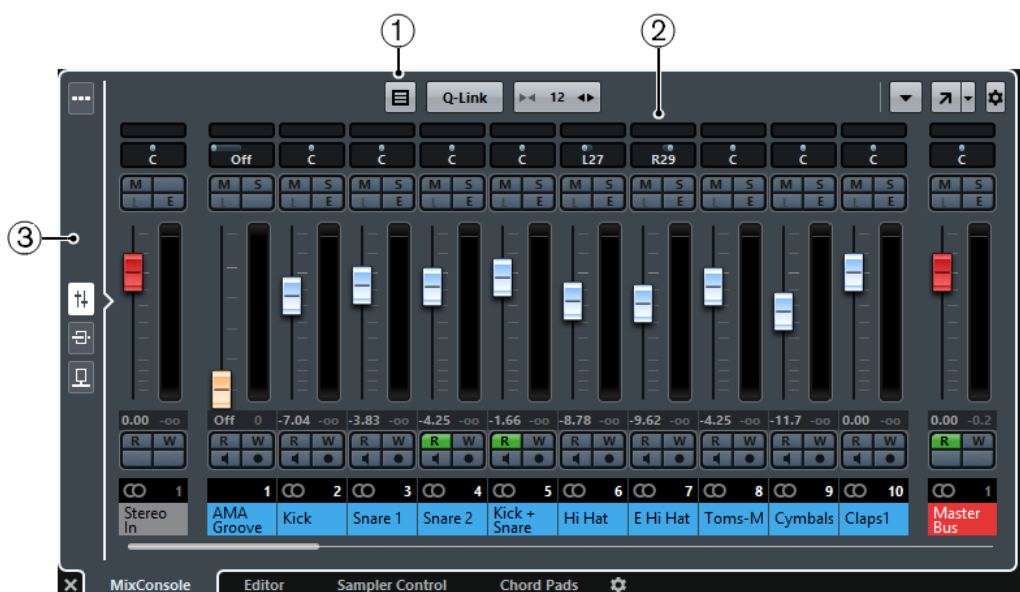 1 2
Q-Link 12
C Off C C C C L27 R29 C C C C
M M S M S M S M S M S M S M S M S M S M S M S
L E L E L E L E L E L E L E L E L E L E L E L E
3
0.00 -oo Off 0 -7.04 -oo -3.83 -oo -4.25 -oo -1.66 -oo -8.78 -oo -9.62 -oo -4.25 -oo -11.7 -oo 0.00 -oo 0.00 -0.2
R W R W R W R W R W R W R W R W R W R W R W R W
1 1 2 3 4 5 6 7 8 9 10 1
Stereo In AMA Groove Kick Snare 1 Snare 2 Kick + Snare Hi Hat E Hi Hat Toms-M Cymbals Claps1 Master Bus
MixConsole Editor Sampler Control Chord Pads